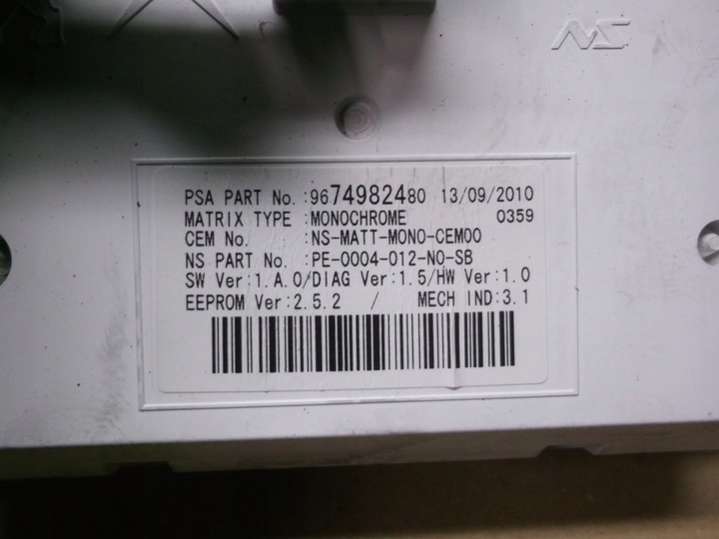 NS
PSA PART No. :9674982480 13/09/2010
MATRIX TYPE :MONOCHROME 0359
CEM No. :NS-MATT-MONO-CEM00
NS PART No. :PE-0004-012-NO-SB
SW Ver:1.A.0/DIAG Ver:1.5/HW Ver:1.0
EEPROM Ver:2.5.2 / MECH IND:3.1